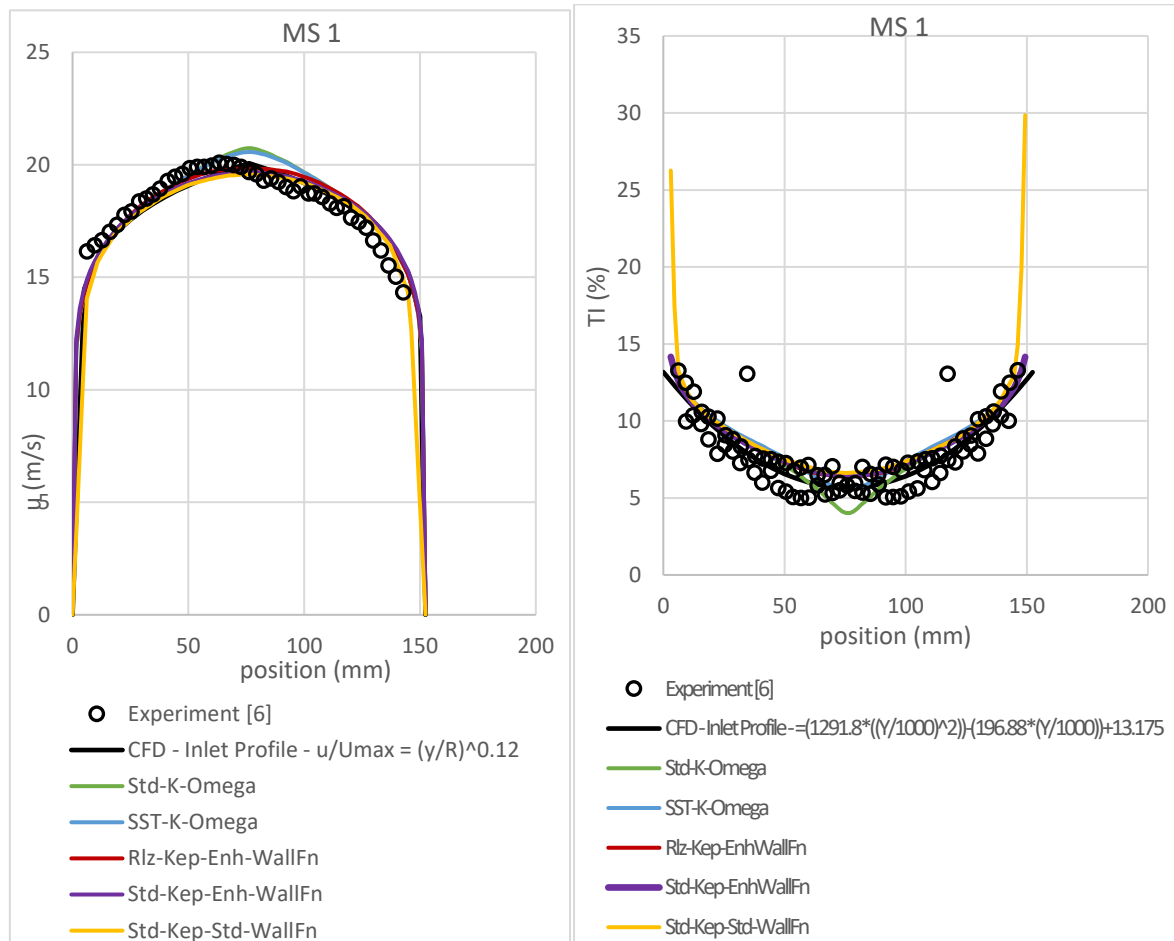 MS 1
25
20
15
10
5
0
u (m/s)
0 50 100 150 200
position (mm)
Experiment [6]
CFD - Inlet Profile - u/Umax = (y/R)^0.12
Std-K-Omega
SST-K-Omega
Rlz-Kep-Enh-WallFn
Std-Kep-Enh-WallFn
Std-Kep-Std-WallFn
MS 1
35
30
25
20
15
10
5
0
TI (%)
0 50 100 150 200
position (mm)
Experiment [6]
CFD - Inlet Profile - =(1291.8*((Y/1000)^2))-(196.88*(Y/1000))+13.175
Std-K-Omega
SST-K-Omega
Rlz-Kep-EnhWallFn
Std-Kep-EnhWallFn
Std-Kep-Std-WallFn